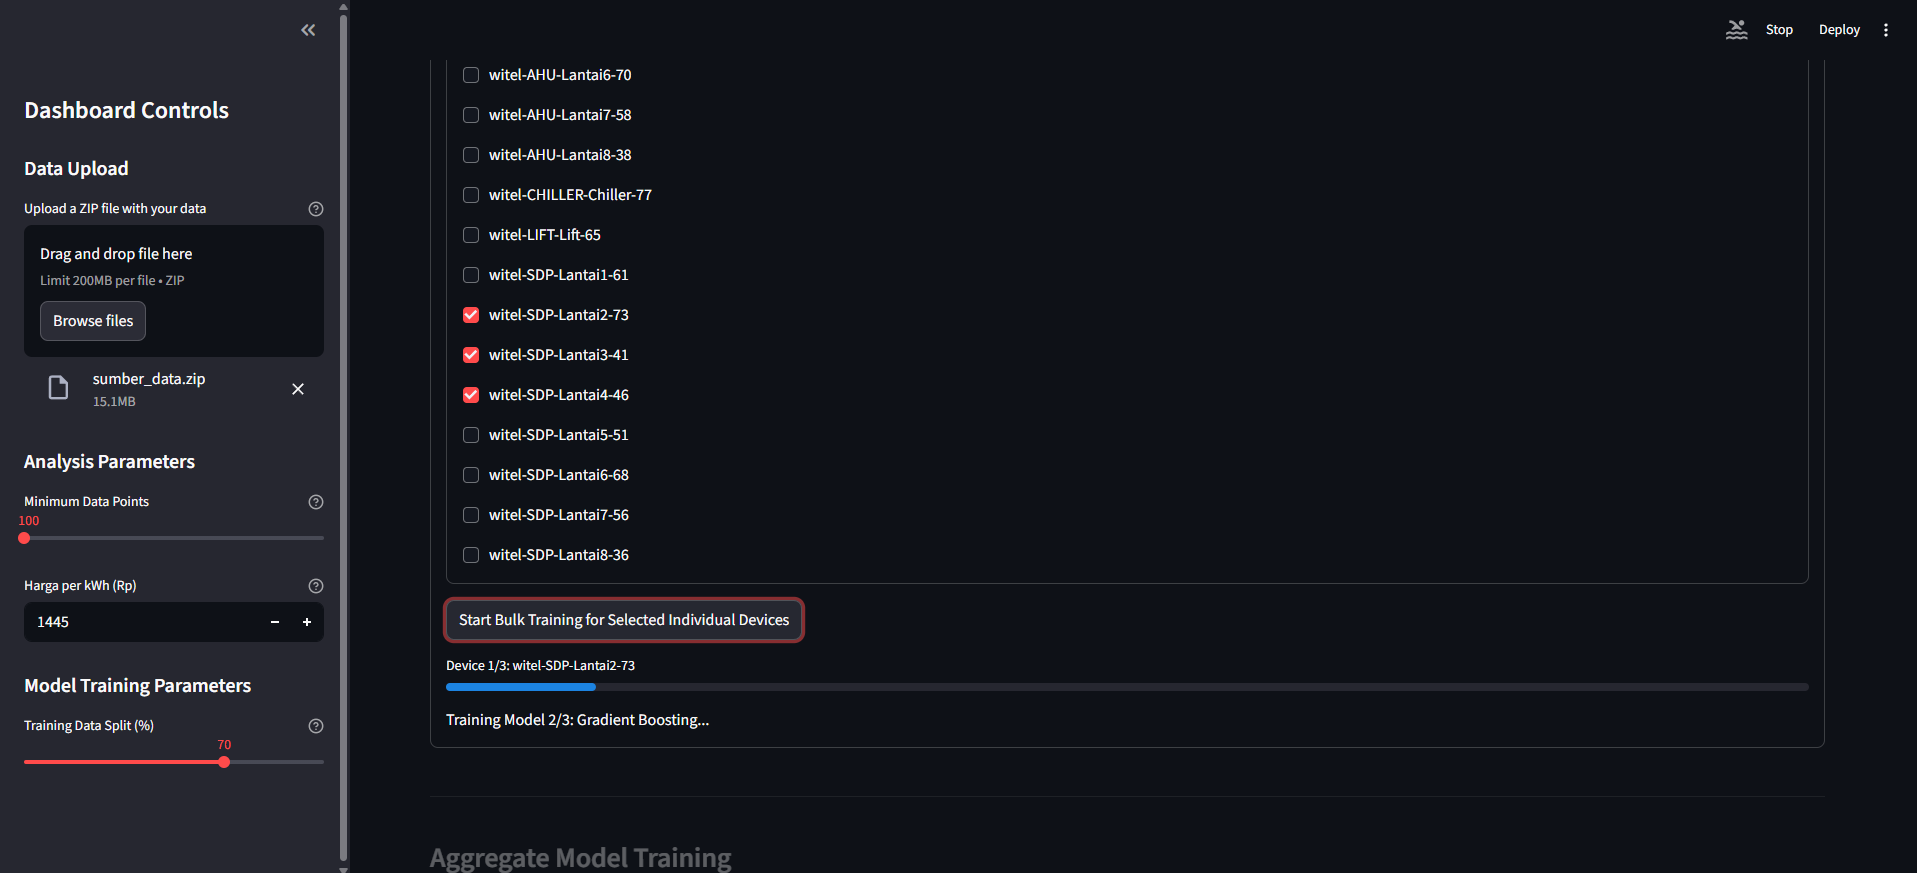 Stop
Deploy
Dashboard Controls
Data Upload
Upload a ZIP file with your data
Drag and drop file here
Limit 200MB per file • ZIP
Browse files
sumber_data.zip
15.1MB
Analysis Parameters
Minimum Data Points
100
Harga per kWh (Rp)
1445
Model Training Parameters
Training Data Split (%)
70
witel-AHU-Lantai6-70
witel-AHU-Lantai7-58
witel-AHU-Lantai8-38
witel-CHILLER-Chiller-77
witel-LIFT-Lift-65
witel-SDP-Lantai1-61
witel-SDP-Lantai2-73
witel-SDP-Lantai3-41
witel-SDP-Lantai4-46
witel-SDP-Lantai5-51
witel-SDP-Lantai6-68
witel-SDP-Lantai7-56
witel-SDP-Lantai8-36
Start Bulk Training for Selected Individual Devices
Device 1/3: witel-SDP-Lantai2-73
Training Model 2/3: Gradient Boosting...
Aggregate Model Training